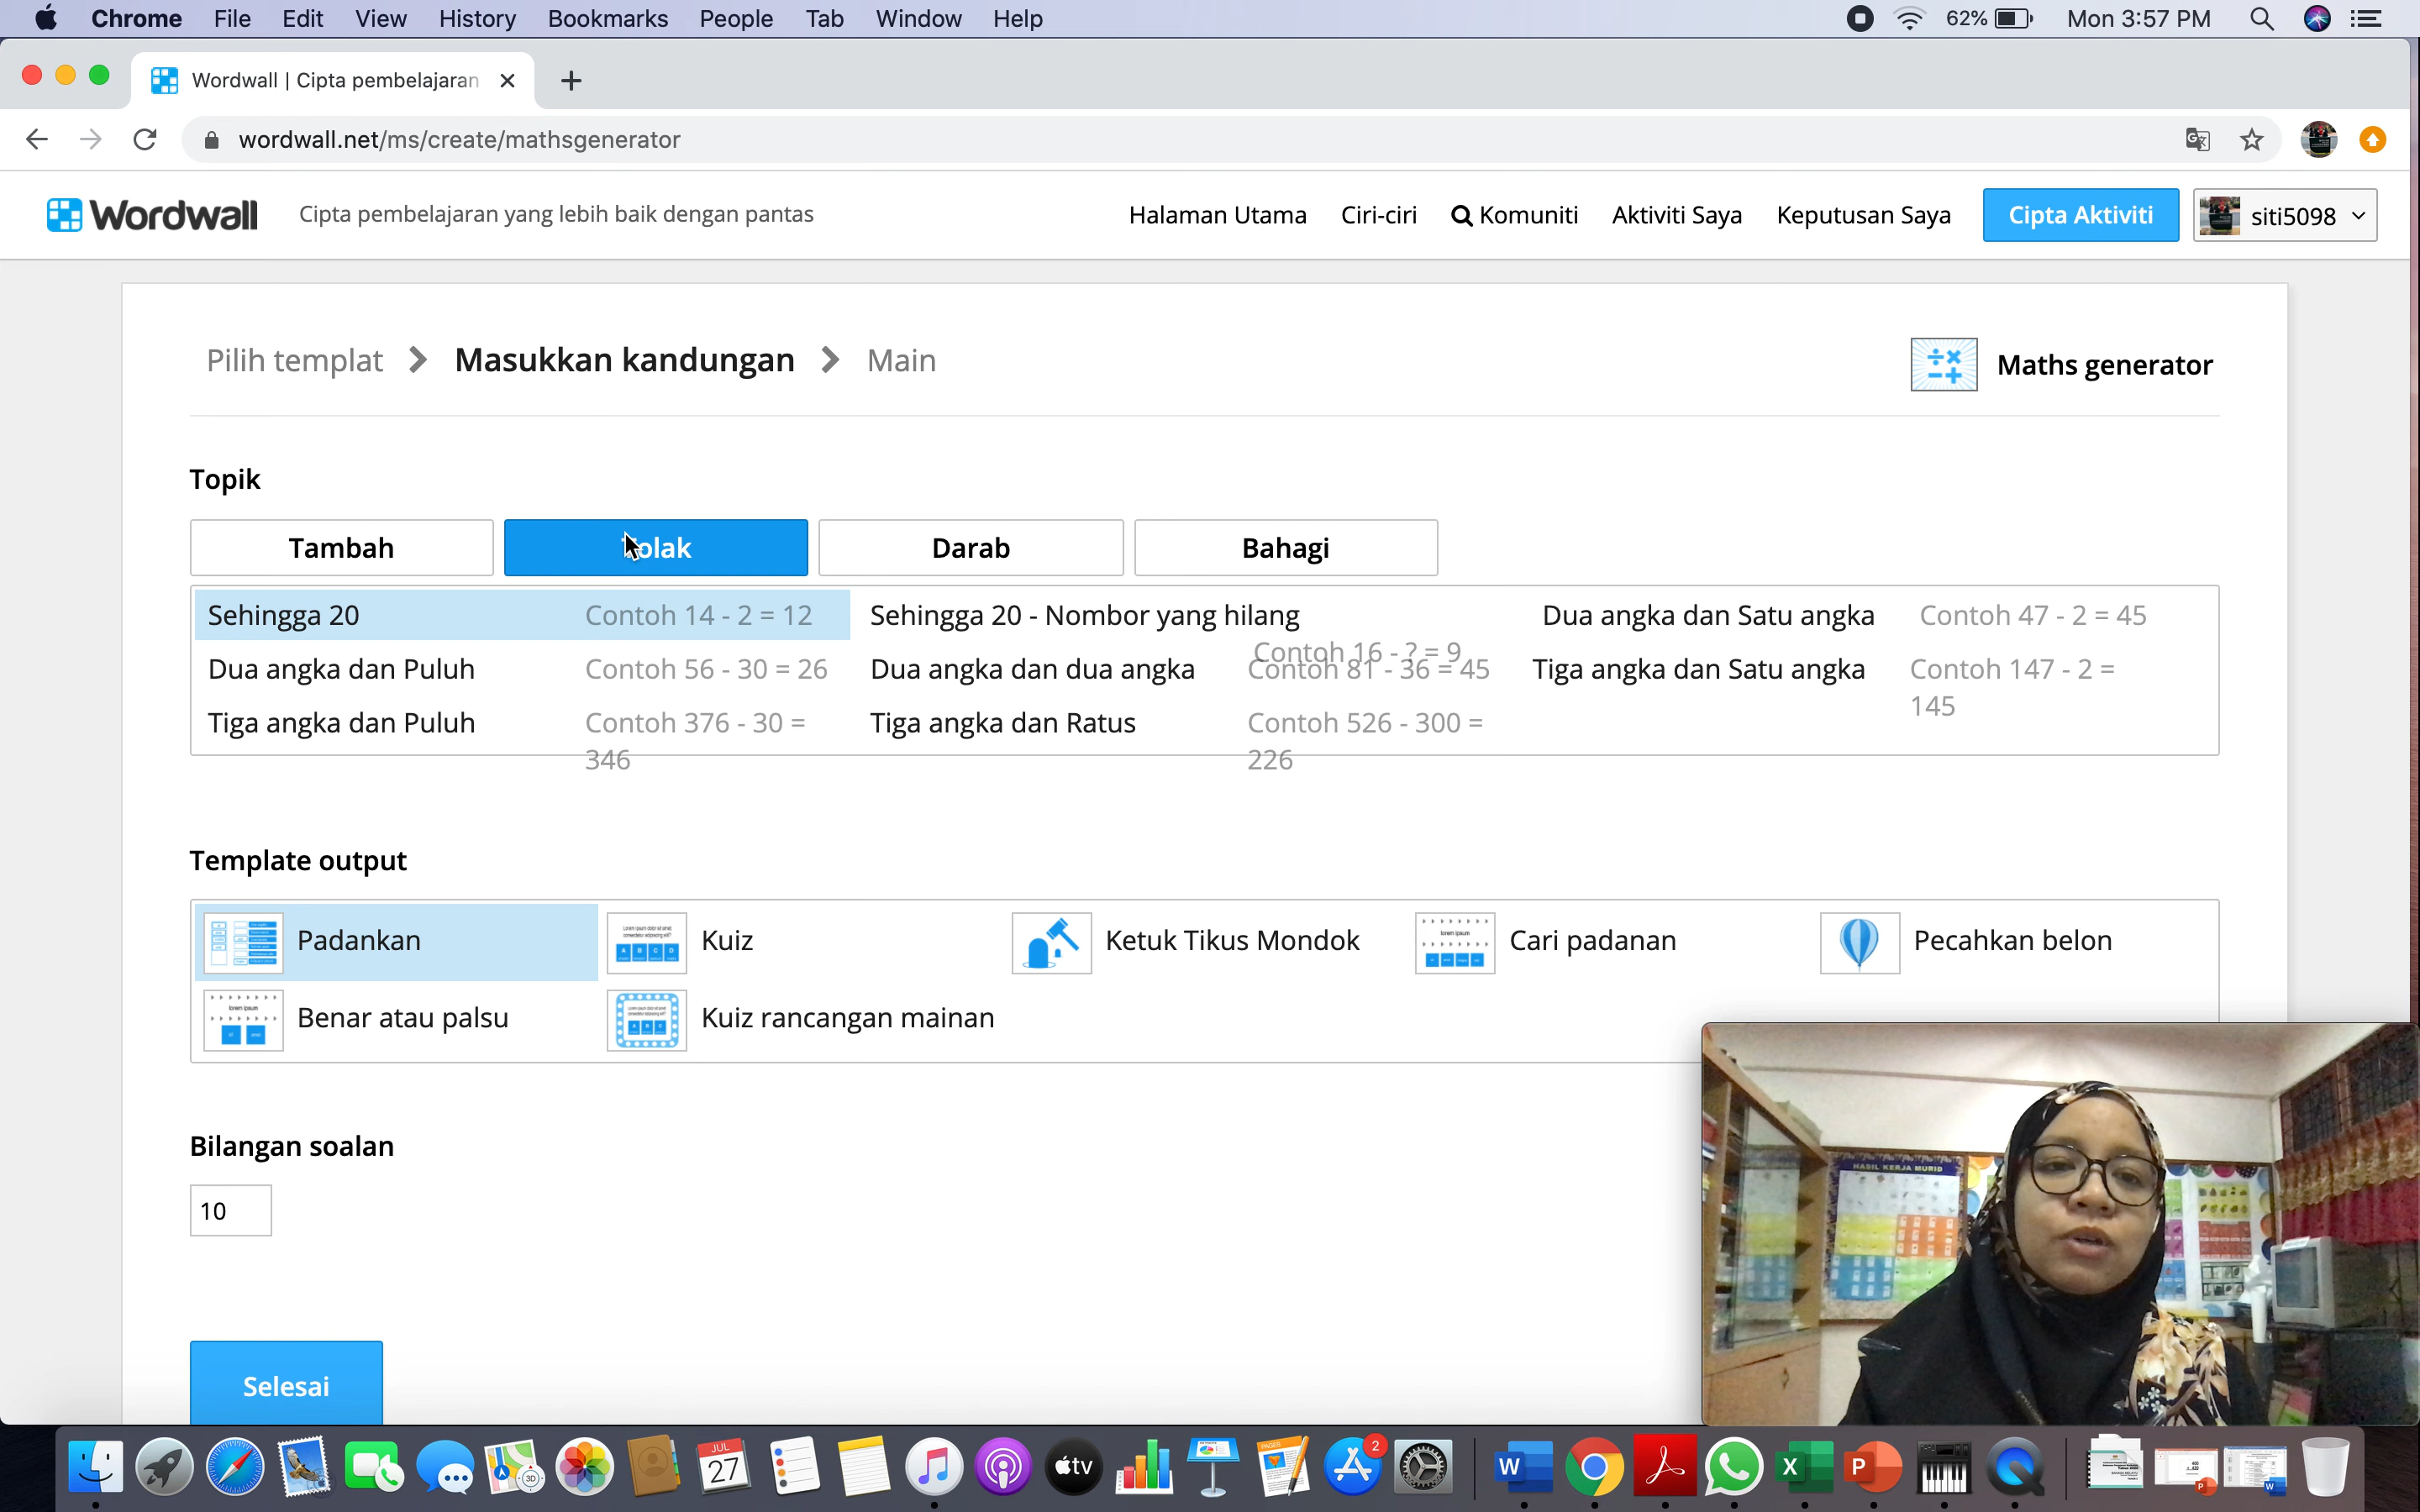 Chrome File Edit View History Bookmarks People Tab Window Help 62% Mon 3:57 PM
Wordwall | Cipta pembelajaran
wordwall.net/ms/create/mathsgenerator
Wordwall Cipta pembelajaran yang lebih baik dengan pantas Halaman Utama Ciri-ciri Komuniti Aktiviti Saya Keputusan Saya Cipta Aktiviti siti5098
Pilih templat Masukkan kandungan Main Maths generator
Topik
Tambah Tolak Darab Bahagi
Sehingga 20 Contoh 14 - 2 = 12 Sehingga 20 - Nombor yang hilang Dua angka dan Satu angka Contoh 47 - 2 = 45
Contoh 16 - ? = 9
Dua angka dan Puluh Contoh 56 - 30 = 26 Dua angka dan dua angka Contoh 81 - 36 = 45 Tiga angka dan Satu angka Contoh 147 - 2 =
145
Tiga angka dan Puluh Contoh 376 - 30 = Tiga angka dan Ratus Contoh 526 - 300 =
346 226
Template output
Padankan Kuiz Ketuk Tikus Mondok Cari padanan Pecahkan belon
Benar atau palsu Kuiz rancangan mainan
Bilangan soalan
10
HASIL KERJA MURID
Selesai
JUL
27
3D
tv
PAGES
2
W
X
P